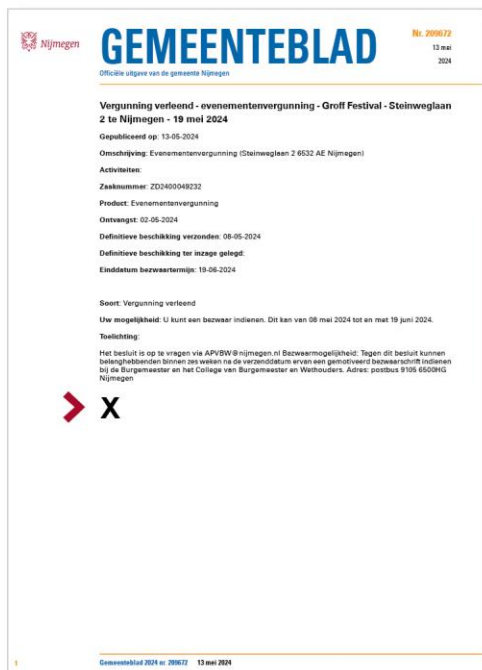 Nijmegen
GEMEENTEBLAD
Officiële uitgave van de gemeente Nijmegen
Nr. 209672
13 mei
2024
Vergunning verleend - evenementenvergunning - Groff Festival - Steinweglaan
2 te Nijmegen - 19 mei 2024
Gepubliceerd op: 13-05-2024
Omschrijving: Evenementenvergunning (Steinweglaan 2 6532 AE Nijmegen)
Activiteiten:
Zaaknummer: ZD2400049232
Product: Evenementenvergunning
Ontvangst: 02-05-2024
Definitieve beschikking verzonden: 08-05-2024
Definitieve beschikking ter inzage gelegd:
Einddatum bezwaartermijn: 19-06-2024
Soort: Vergunning verleend
Uw mogelijkheid: U kunt een bezwaar indienen. Dit kan van 08 mei 2024 tot en met 19 juni 2024.
Toelichting:
Het besluit is op te vragen via APVBW@nijmegen.nl Bezwaarmogelijkheid: Tegen dit besluit kunnen
belanghebbenden binnen zes weken na de verzenddatum ervan een gemotiveerd bezwaarschrift indienen
bij de Burgemeester en het College van Burgemeester en Wethouders. Adres: postbus 9105 6500HG
Nijmegen
X
1
Gemeenteblad 2024 nr. 209672 13 mei 2024